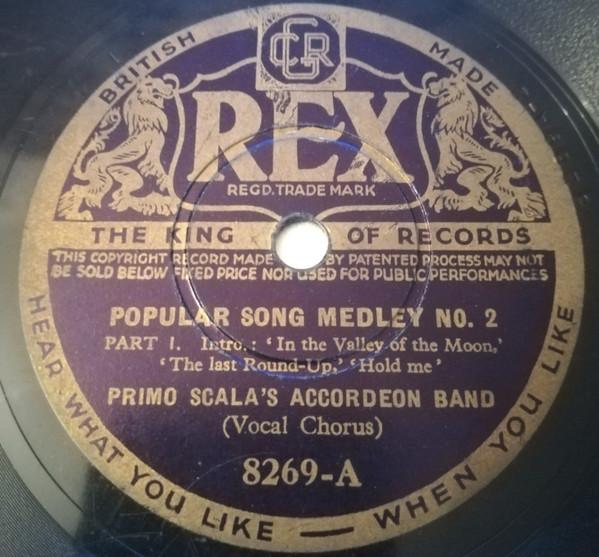 BRITISH MADE
CGR
REX
REGD. TRADE MARK
THE KING OF RECORDS
THIS COPYRIGHT RECORD MADE BY PATENTED PROCESS MAY NOT
BE SOLD BELOW FIXED PRICE NOR USED FOR PUBLIC PERFORMANCES
POPULAR SONG MEDLEY NO. 2
PART 1. Intro.: ‘In the Valley of the Moon,’
‘The last Round-Up,’ ‘Hold me’
PRIMO SCALA'S ACCORDEON BAND
(Vocal Chorus)
8269-A
HEAR WHAT YOU LIKE — WHEN YOU LIKE